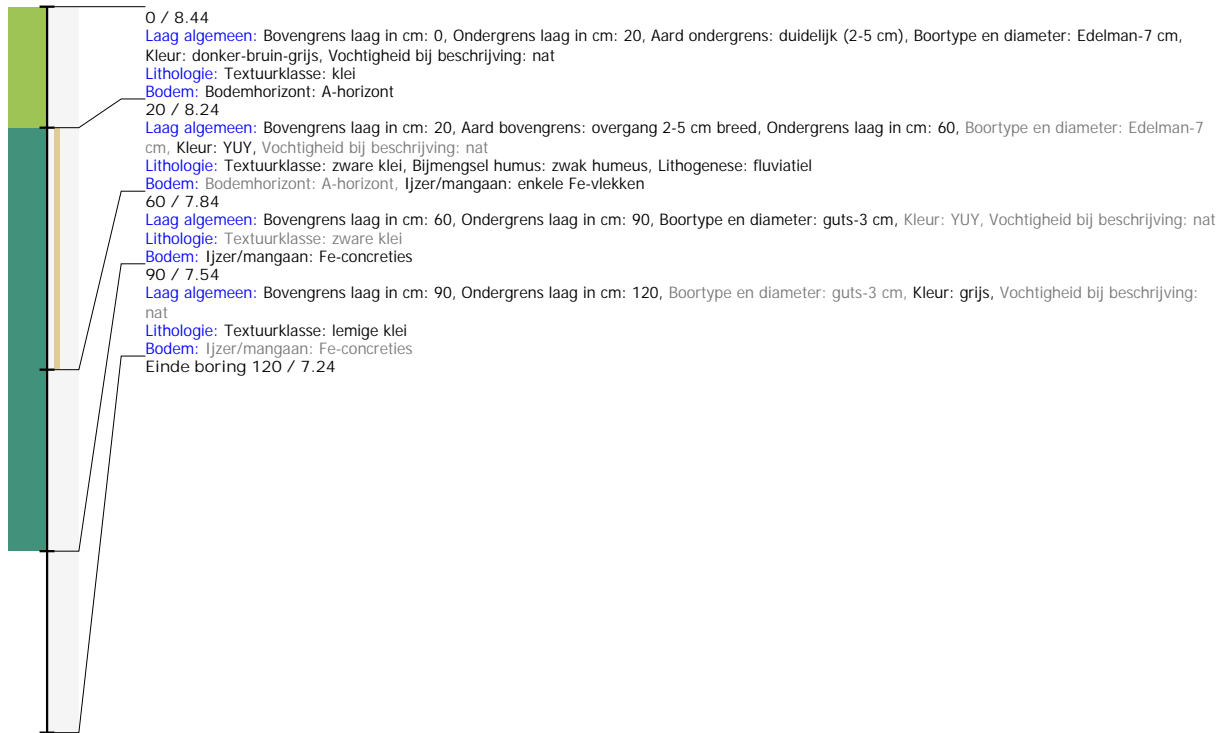 0 / 8.44
Laag algemeen: Bovengrens laag in cm: 0, Ondergrens laag in cm: 20, Aard ondergrens: duidelijk (2-5 cm), Boortype en diameter: Edelman-7 cm,
Kleur: donker-bruin-grijs, Vochtigheid bij beschrijving: nat
Lithologie: Textuurklasse: klei
Bodem: Bodemhorizont: A-horizont
20 / 8.24
Laag algemeen: Bovengrens laag in cm: 20, Aard bovengrens: overgang 2-5 cm breed, Ondergrens laag in cm: 60, Boortype en diameter: Edelman-7
cm, Kleur: YUY, Vochtigheid bij beschrijving: nat
Lithologie: Textuurklasse: zware klei, Bijmengsel humus: zwak humeus, Lithogenese: fluviatiel
Bodem: Bodemhorizont: A-horizont, Ijzer/mangaan: enkele Fe-vlekken
60 / 7.84
Laag algemeen: Bovengrens laag in cm: 60, Ondergrens laag in cm: 90, Boortype en diameter: guts-3 cm, Kleur: YUY, Vochtigheid bij beschrijving: nat
Lithologie: Textuurklasse: zware klei
Bodem: Ijzer/mangaan: Fe-concreties
90 / 7.54
Laag algemeen: Bovengrens laag in cm: 90, Ondergrens laag in cm: 120, Boortype en diameter: guts-3 cm, Kleur: grijs, Vochtigheid bij beschrijving:
nat
Lithologie: Textuurklasse: lemige klei
Bodem: Ijzer/mangaan: Fe-concreties
Einde boring 120 / 7.24